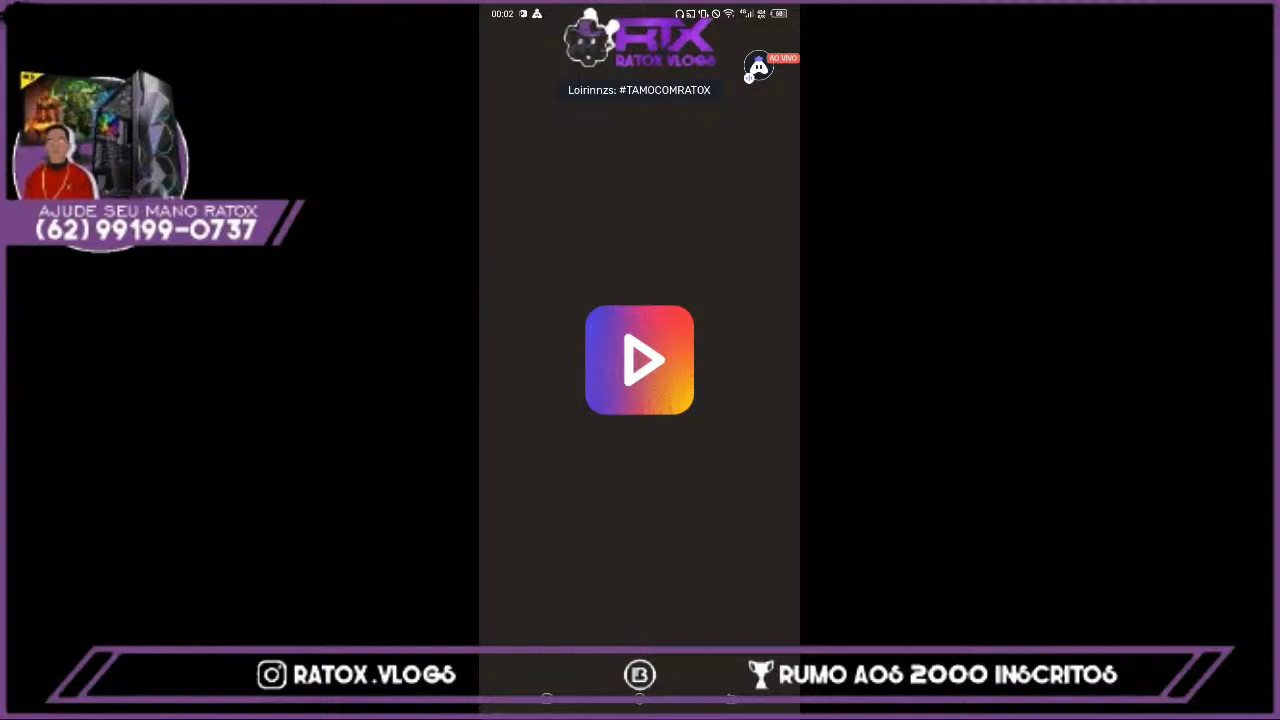 00:02
68
RTX
RATOX VLOGS
AO VIVO
Loirinnzs: #TAMOCOMRATOX
AJUDE SEU MANO RATOX
(62) 99199-0737
RATOX.VLOGS
RUMO AOS 2000 INSCRITOS